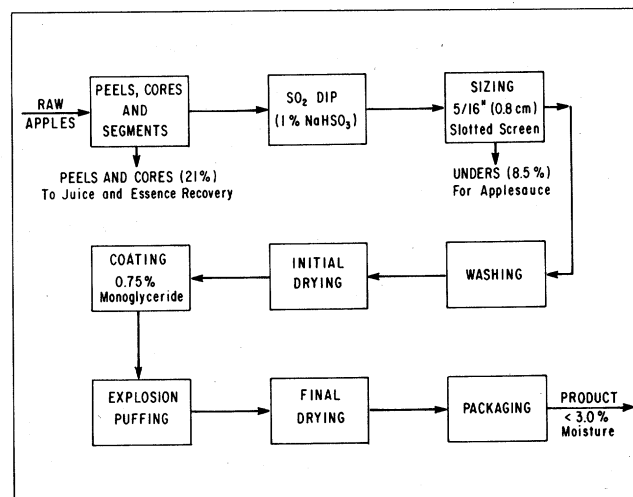 RAW
APPLES
PEELS, CORES
AND
SEGMENTS
SO₂ DIP
(1% NaHSO₃)
SIZING
5/16" (0.8 cm)
Slotted Screen
PEELS AND CORES (21%)
To Juice and Essence Recovery
UNDERS (8.5%)
For Applesauce
WASHING
INITIAL
DRYING
COATING
0.75%
Monoglyceride
EXPLOSION
PUFFING
FINAL
DRYING
PACKAGING
PRODUCT
< 3.0%
Moisture